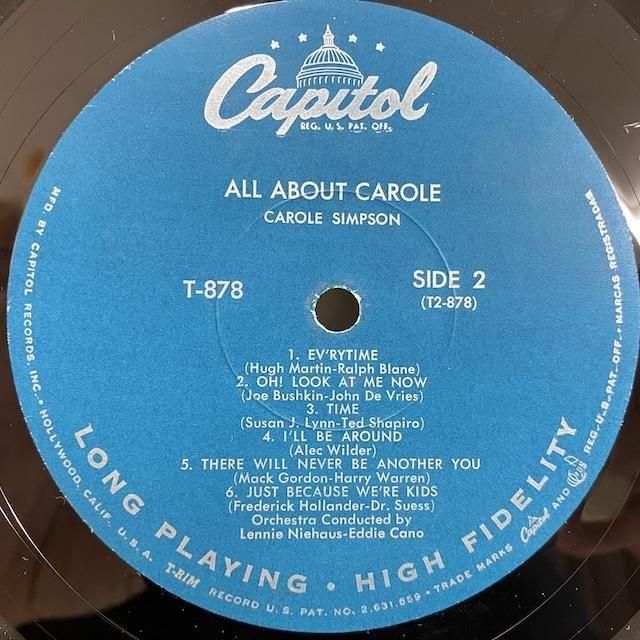 Capitol
REG. U. S. PAT. OFF.
ALL ABOUT CAROLE
CAROLE SIMPSON
T-878
SIDE 2
(T2-878)
1. EV'RYTIME
(Hugh Martin-Ralph Blane)
2. OH! LOOK AT ME NOW
(Joe Bushkin-John De Vries)
3. TIME
(Susan J. Lynn-Ted Shapiro)
4. I'LL BE AROUND
(Alec Wilder)
5. THERE WILL NEVER BE ANOTHER YOU
(Mack Gordon-Harry Warren)
6. JUST BECAUSE WE'RE KIDS
(Frederick Hollander-Dr. Suess)
Orchestra Conducted by
Lennie Niehaus-Eddie Cano
LONG PLAYING • HIGH FIDELITY
MFD. BY CAPITOL RECORDS, INC. • HOLLYWOOD, CALIF. U. S. A. T-RIM RECORD U. S. PAT. NO. 2,631,859 • TRADE MARKS Capitol AND REG. U. S. PAT. OFF. • MARCAS REGISTRADAS